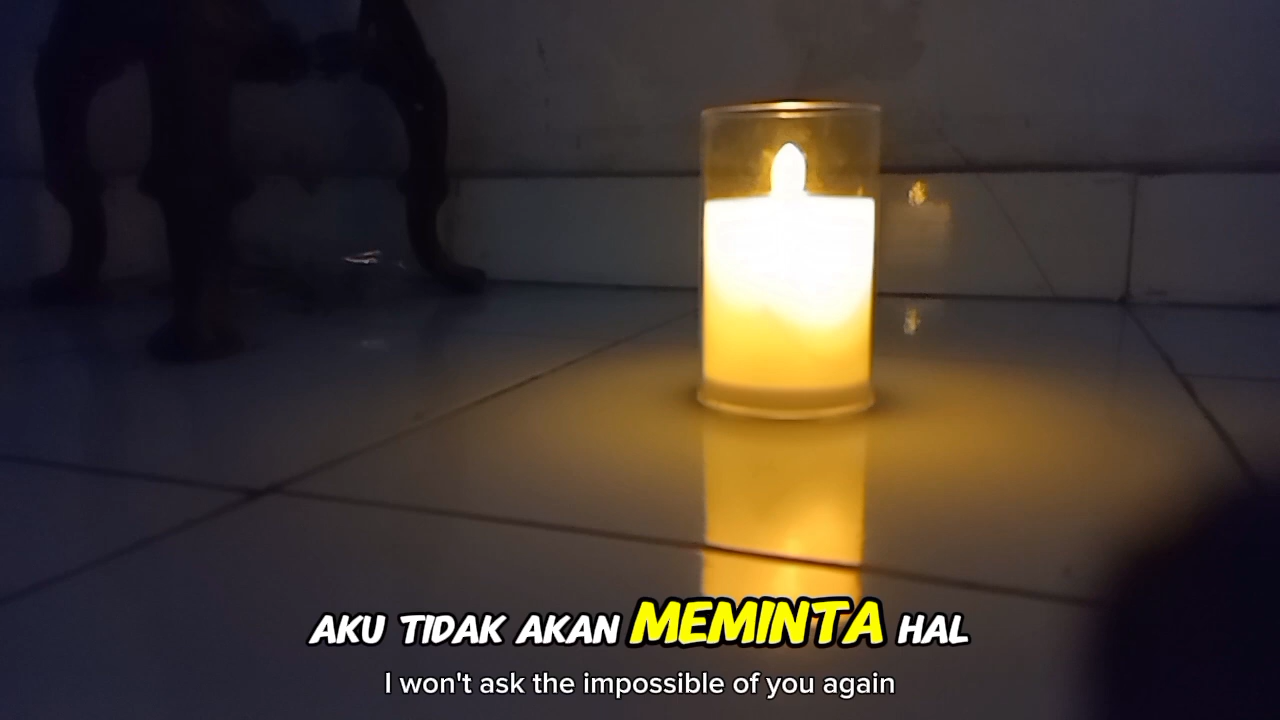 AKU TIDAK AKAN MEMINTA HAL
I won't ask the impossible of you again